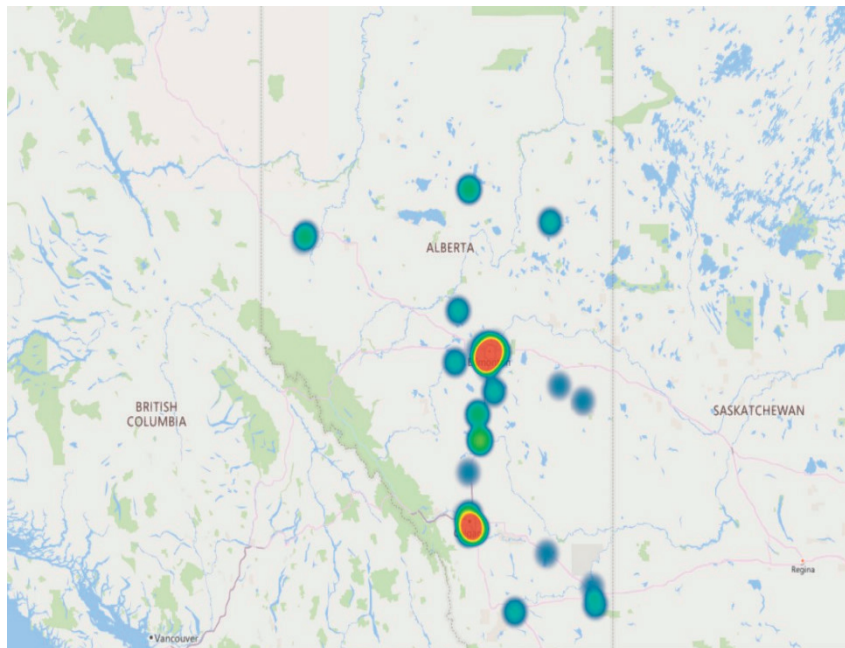 ALBERTA
BRITISH
COLUMBIA
SASKATCHEWAN
Regina
Vancouver